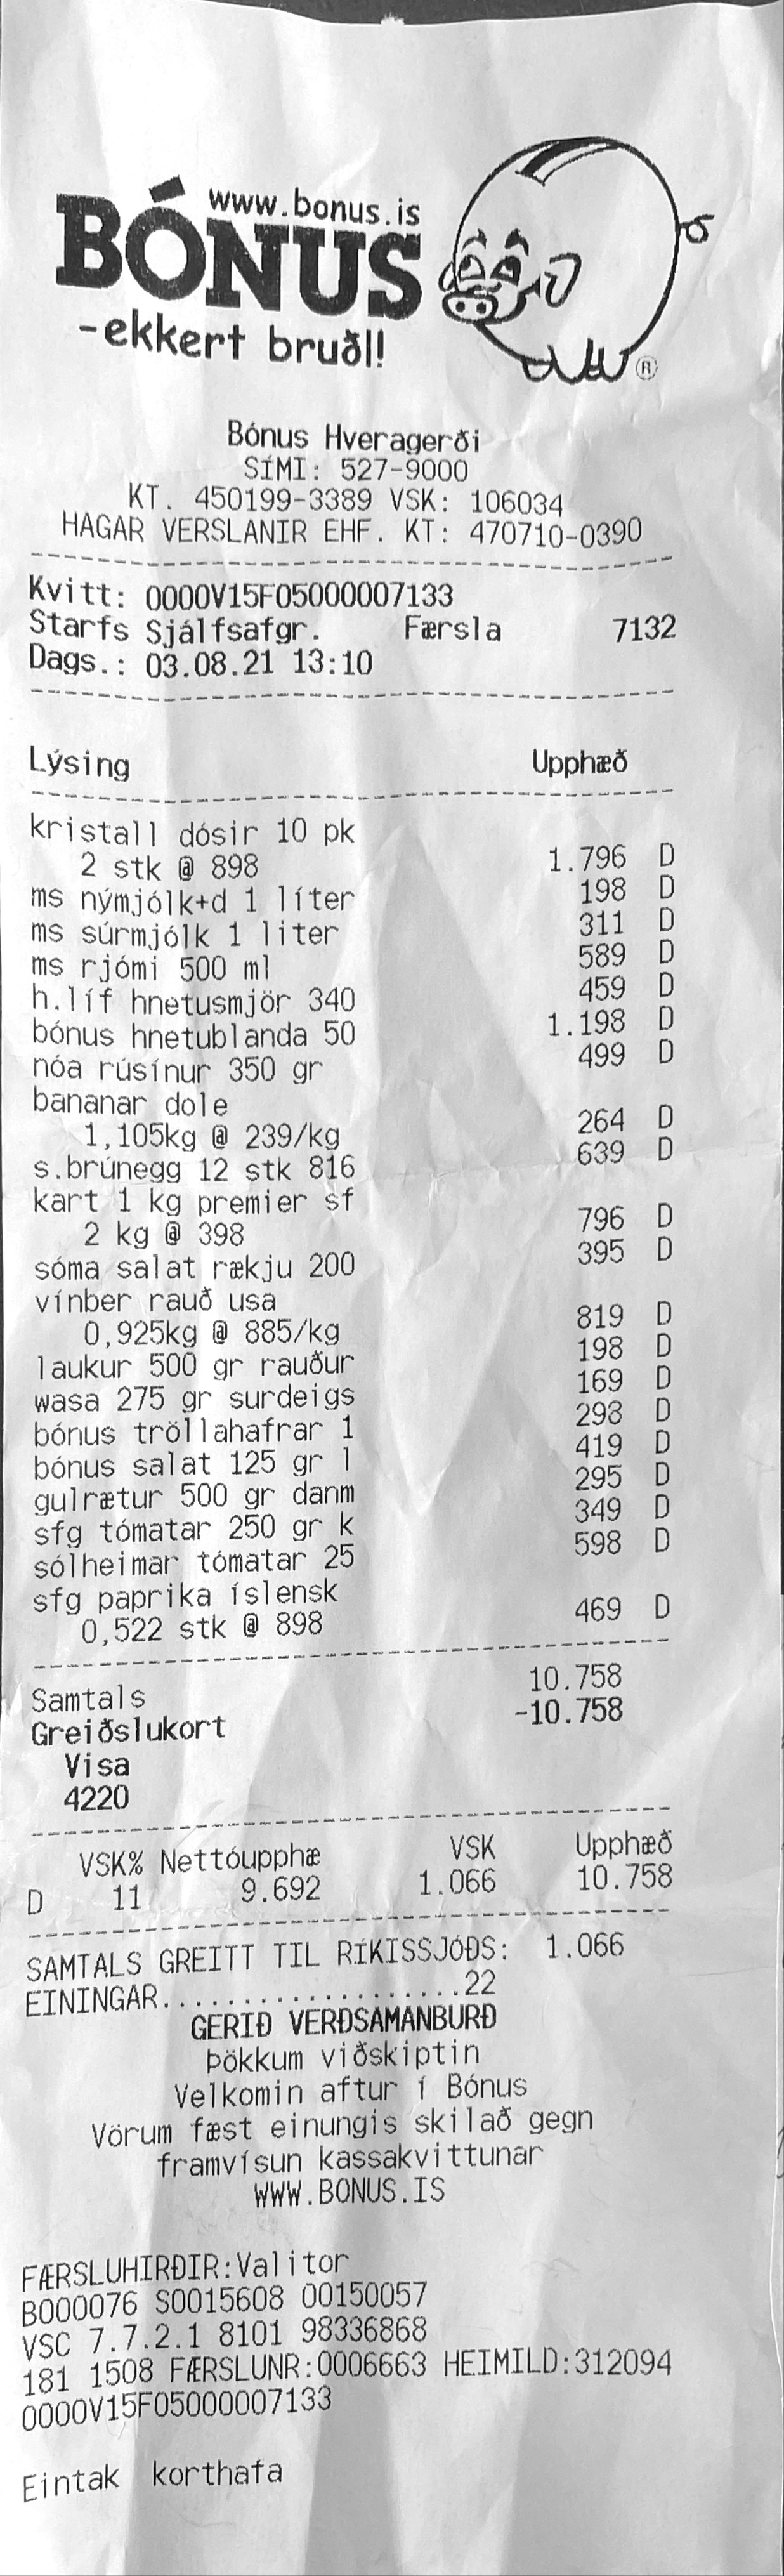 www.bonus.is
BÓNUS
-ekkert bruðl!
®
Bónus Hveragerði
SÍMI: 527-9000
KT. 450199-3389 VSK: 106034
HAGAR VERSLANIR EHF. KT: 470710-0390
Kvitt: 0000V15F05000007133
Starfs Sjálfsafgr. Færsla 7132
Dags.: 03.08.21 13:10
Lýsing Upphæð
kristall dósir 10 pk
2 stk @ 898 1.796 D
ms nýmjólk+d 1 líter 198 D
ms súrmjólk 1 liter 311 D
ms rjómi 500 ml 589 D
h.líf hnetusmjör 340 459 D
bónus hnetublanda 50 1.198 D
nóa rúsínur 350 gr 499 D
bananar dole
1,105kg @ 239/kg 264 D
s.brúnegg 12 stk 816 639 D
kart 1 kg premier sf
2 kg @ 398 796 D
sóma salat rækju 200 395 D
vínber rauð usa
0,925kg @ 885/kg 819 D
laukur 500 gr rauður 198 D
wasa 275 gr surdeigs 169 D
bónus tröllahafrar 1 298 D
bónus salat 125 gr l 419 D
gulrætur 500 gr danm 295 D
sfg tómatar 250 gr k 349 D
sólheimar tómatar 25 598 D
sfg paprika íslensk
0,522 stk @ 898 469 D
Samtals 10.758
Greiðslukort -10.758
Visa
4220
VSK% Nettóupphæ VSK Upphæð
D 11 9.692 1.066 10.758
SAMTALS GREITT TIL RÍKISSJÓÐS: 1.066
EININGAR...................22
GERIÐ VERÐSAMANBURÐ
Þökkum viðskiptin
Velkomin aftur í Bónus
Vörum fæst einungis skilað gegn
framvísun kassakvittunar
WWW.BONUS.IS
FÆRSLUHIRÐIR:Valitor
B000076 S0015608 00150057
VSC 7.7.2.1 8101 98336868
181 1508 FÆRSLUNR:0006663 HEIMILD:312094
0000V15F05000007133
Eintak korthafa